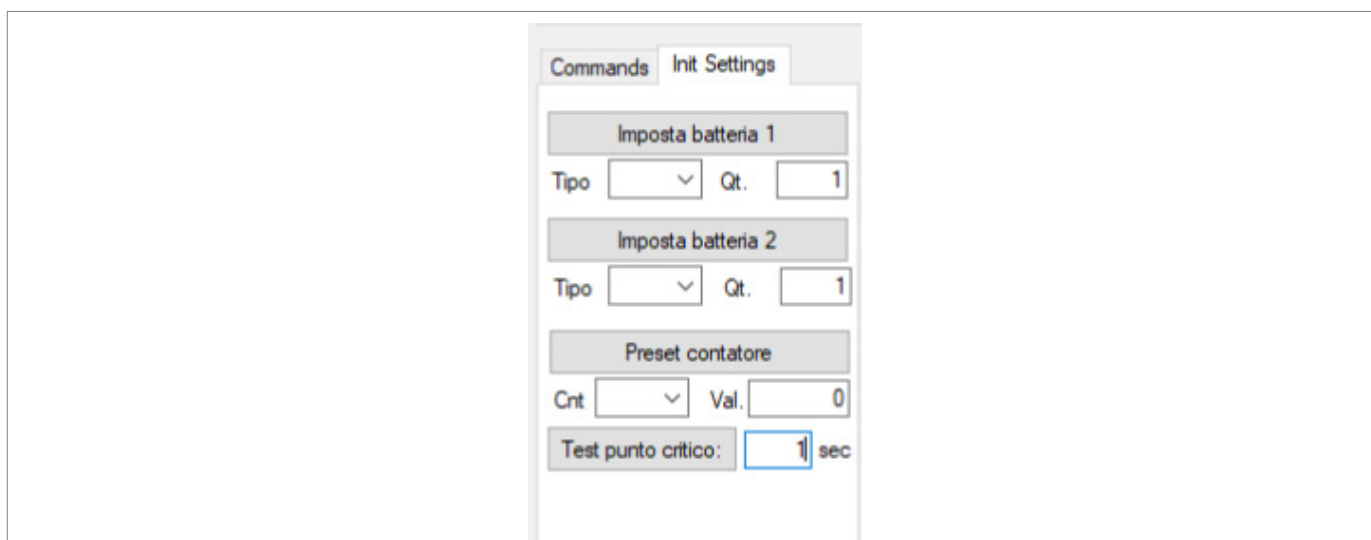 Commands Init Settings
Imposta batteria 1
Tipo Qt. 1
Imposta batteria 2
Tipo Qt. 1
Preset contatore
Cnt Val. 0
Test punto critico: 1 sec